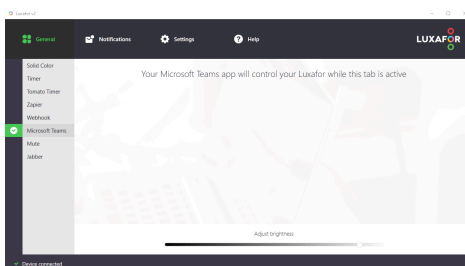 Luxafor v2
General
Notifications
Settings
Help
LUXAFOR
Solid Color
Timer
Tomato Timer
Zapier
Webhook
Microsoft Teams
Mute
Jabber
Your Microsoft Teams app will control your Luxafor while this tab is active
Adjust brightness
Device connected